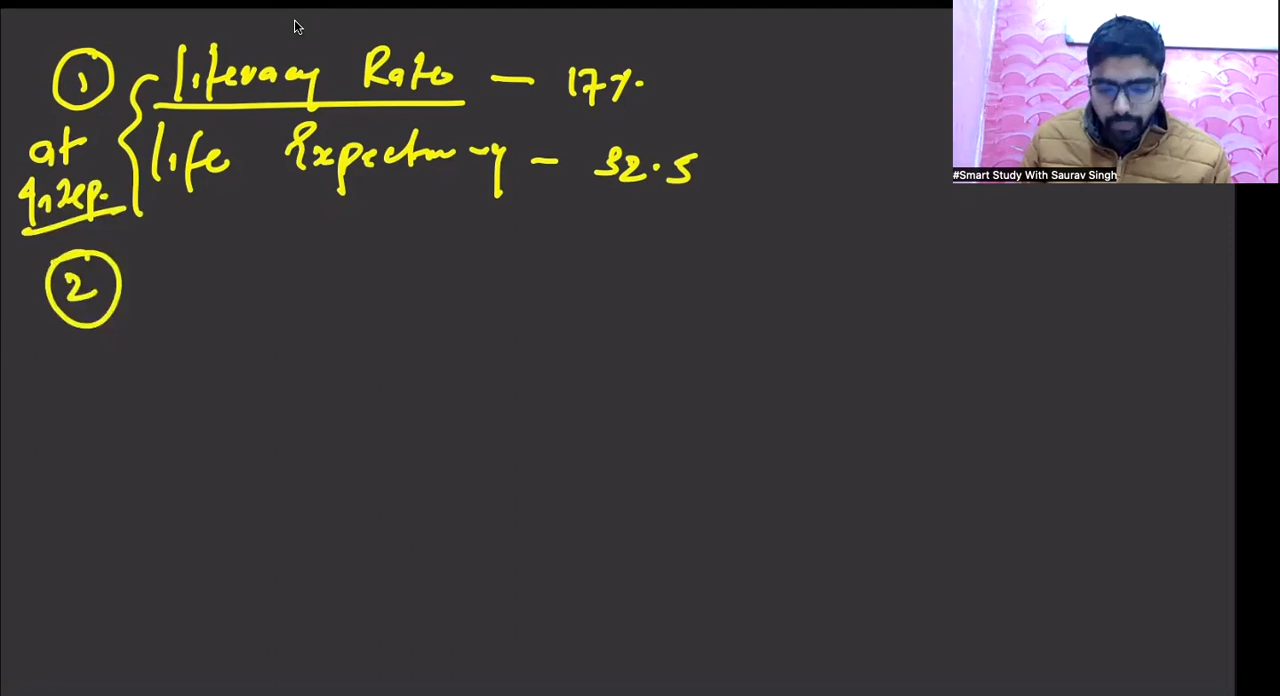 ① Literacy Rate – 17%
at Indep.
Life Expectancy – 32.5
②
#Smart Study With Saurav Singh